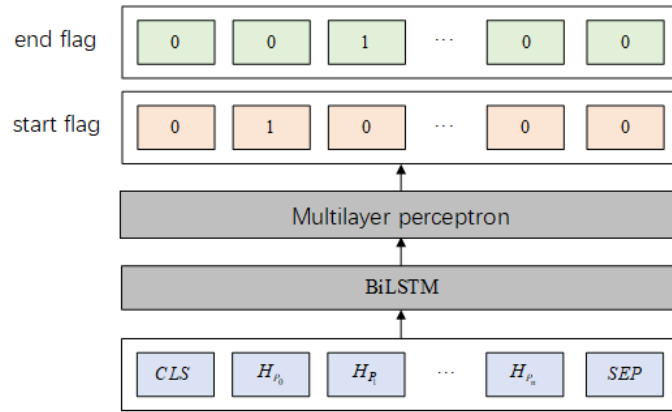 end flag 0 0 1 ... 0 0
start flag 0 1 0 ... 0 0
Multilayer perceptron
BiLSTM
CLS H_{P_0} H_{P_1} ... H_{P_n} SEP